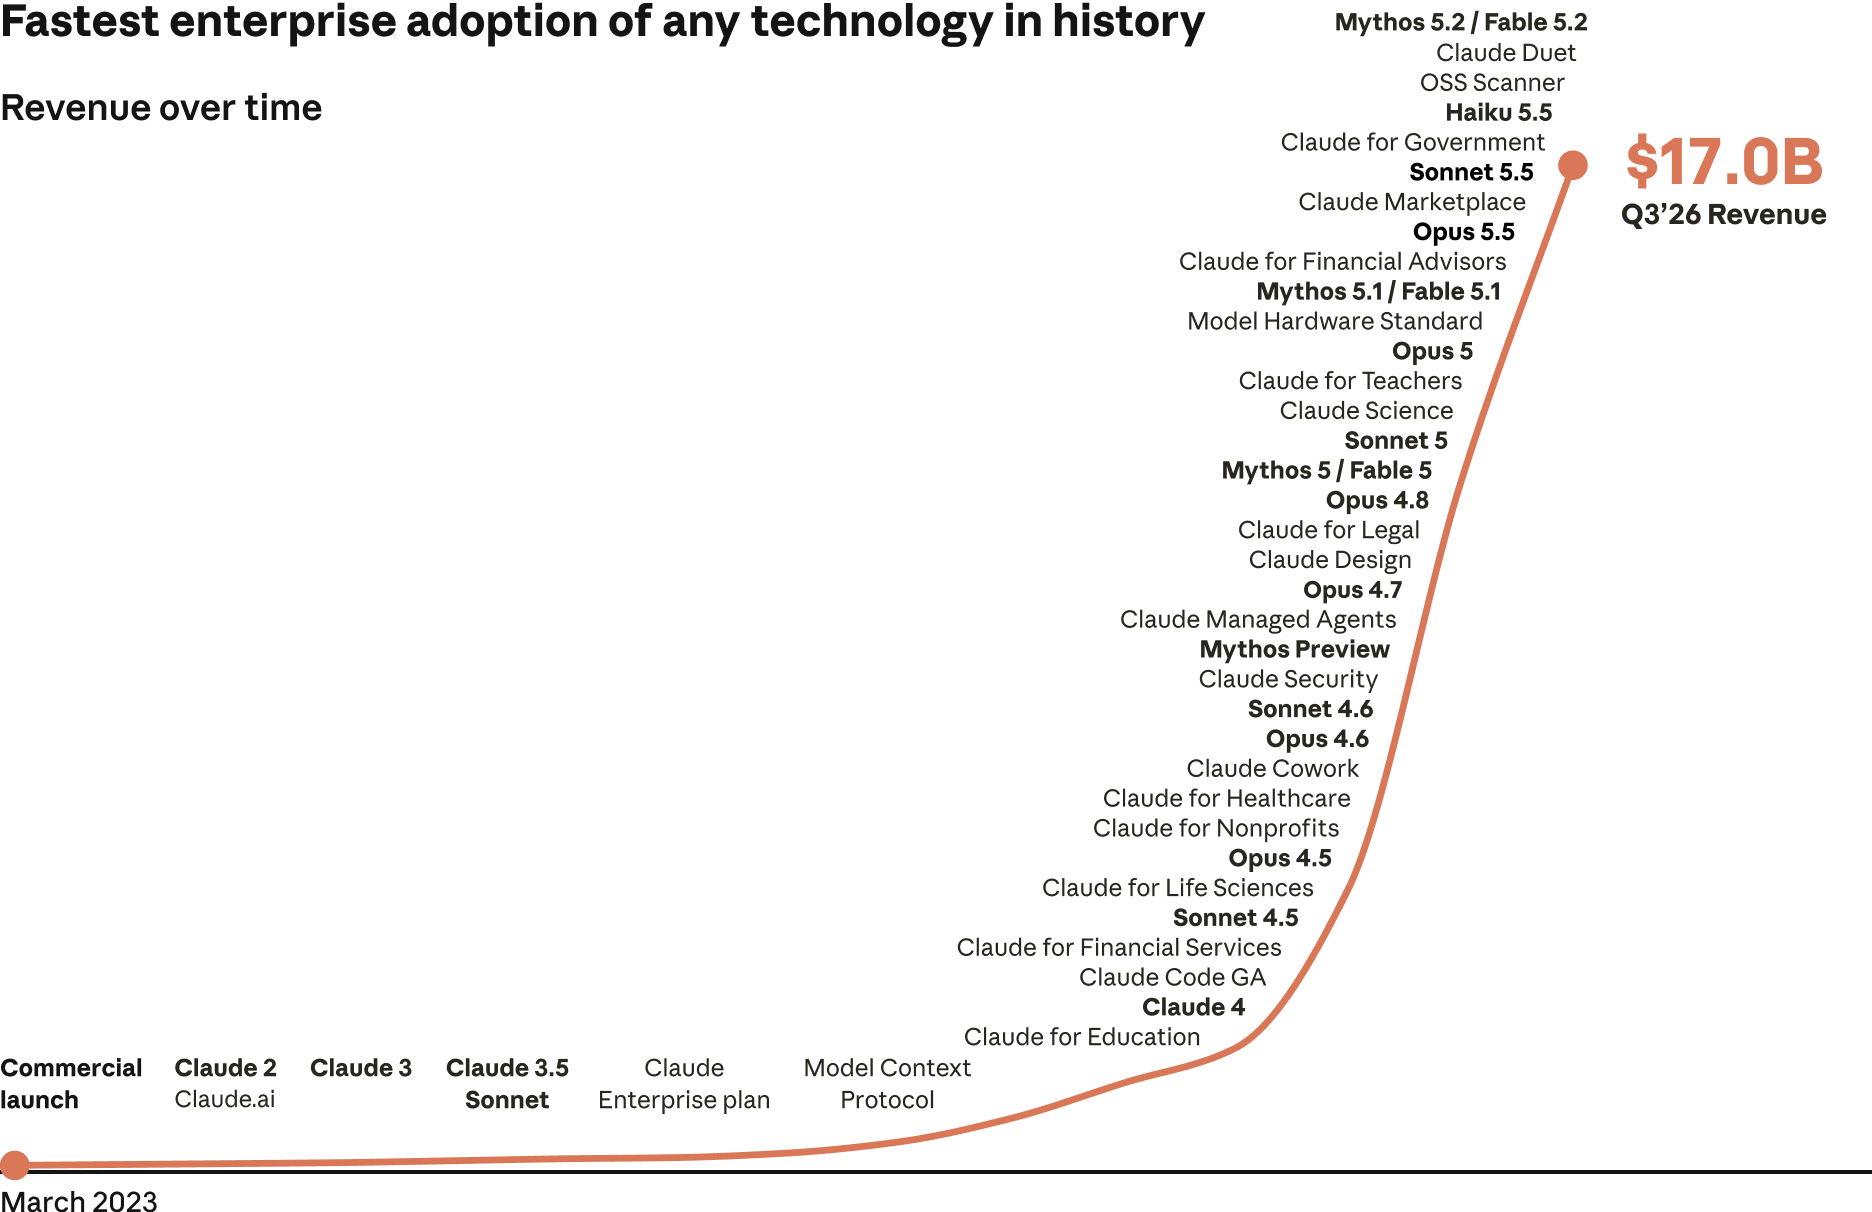 Fastest enterprise adoption of any technology in history
Revenue over time
Mythos 5.2 / Fable 5.2
Claude Duet
OSS Scanner
Haiku 5.5
Claude for Government
Sonnet 5.5
Claude Marketplace
Opus 5.5
Claude for Financial Advisors
Mythos 5.1 / Fable 5.1
Model Hardware Standard
Opus 5
Claude for Teachers
Claude Science
Sonnet 5
Mythos 5 / Fable 5
Opus 4.8
Claude for Legal
Claude Design
Opus 4.7
Claude Managed Agents
Mythos Preview
Claude Security
Sonnet 4.6
Opus 4.6
Claude Cowork
Claude for Healthcare
Claude for Nonprofits
Opus 4.5
Claude for Life Sciences
Sonnet 4.5
Claude for Financial Services
Claude Code GA
Claude 4
Claude for Education
$17.0B
Q3’26 Revenue
Commercial
launch
Claude 2
Claude.ai
Claude 3
Claude 3.5
Sonnet
Claude
Enterprise plan
Model Context
Protocol
March 2023